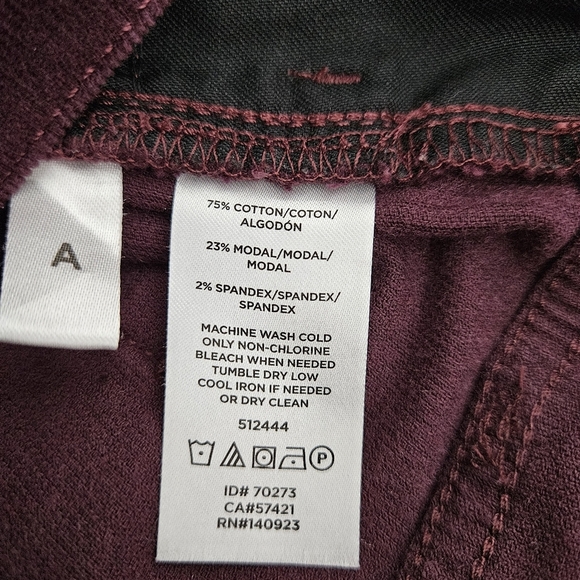 A
75% COTTON/COTON/
ALGODÓN
23% MODAL/MODAL/
MODAL
2% SPANDEX/SPANDEX/
SPANDEX
MACHINE WASH COLD
ONLY NON-CHLORINE
BLEACH WHEN NEEDED
TUMBLE DRY LOW
COOL IRON IF NEEDED
OR DRY CLEAN
512444
P
ID# 70273
CA#57421
RN#140923